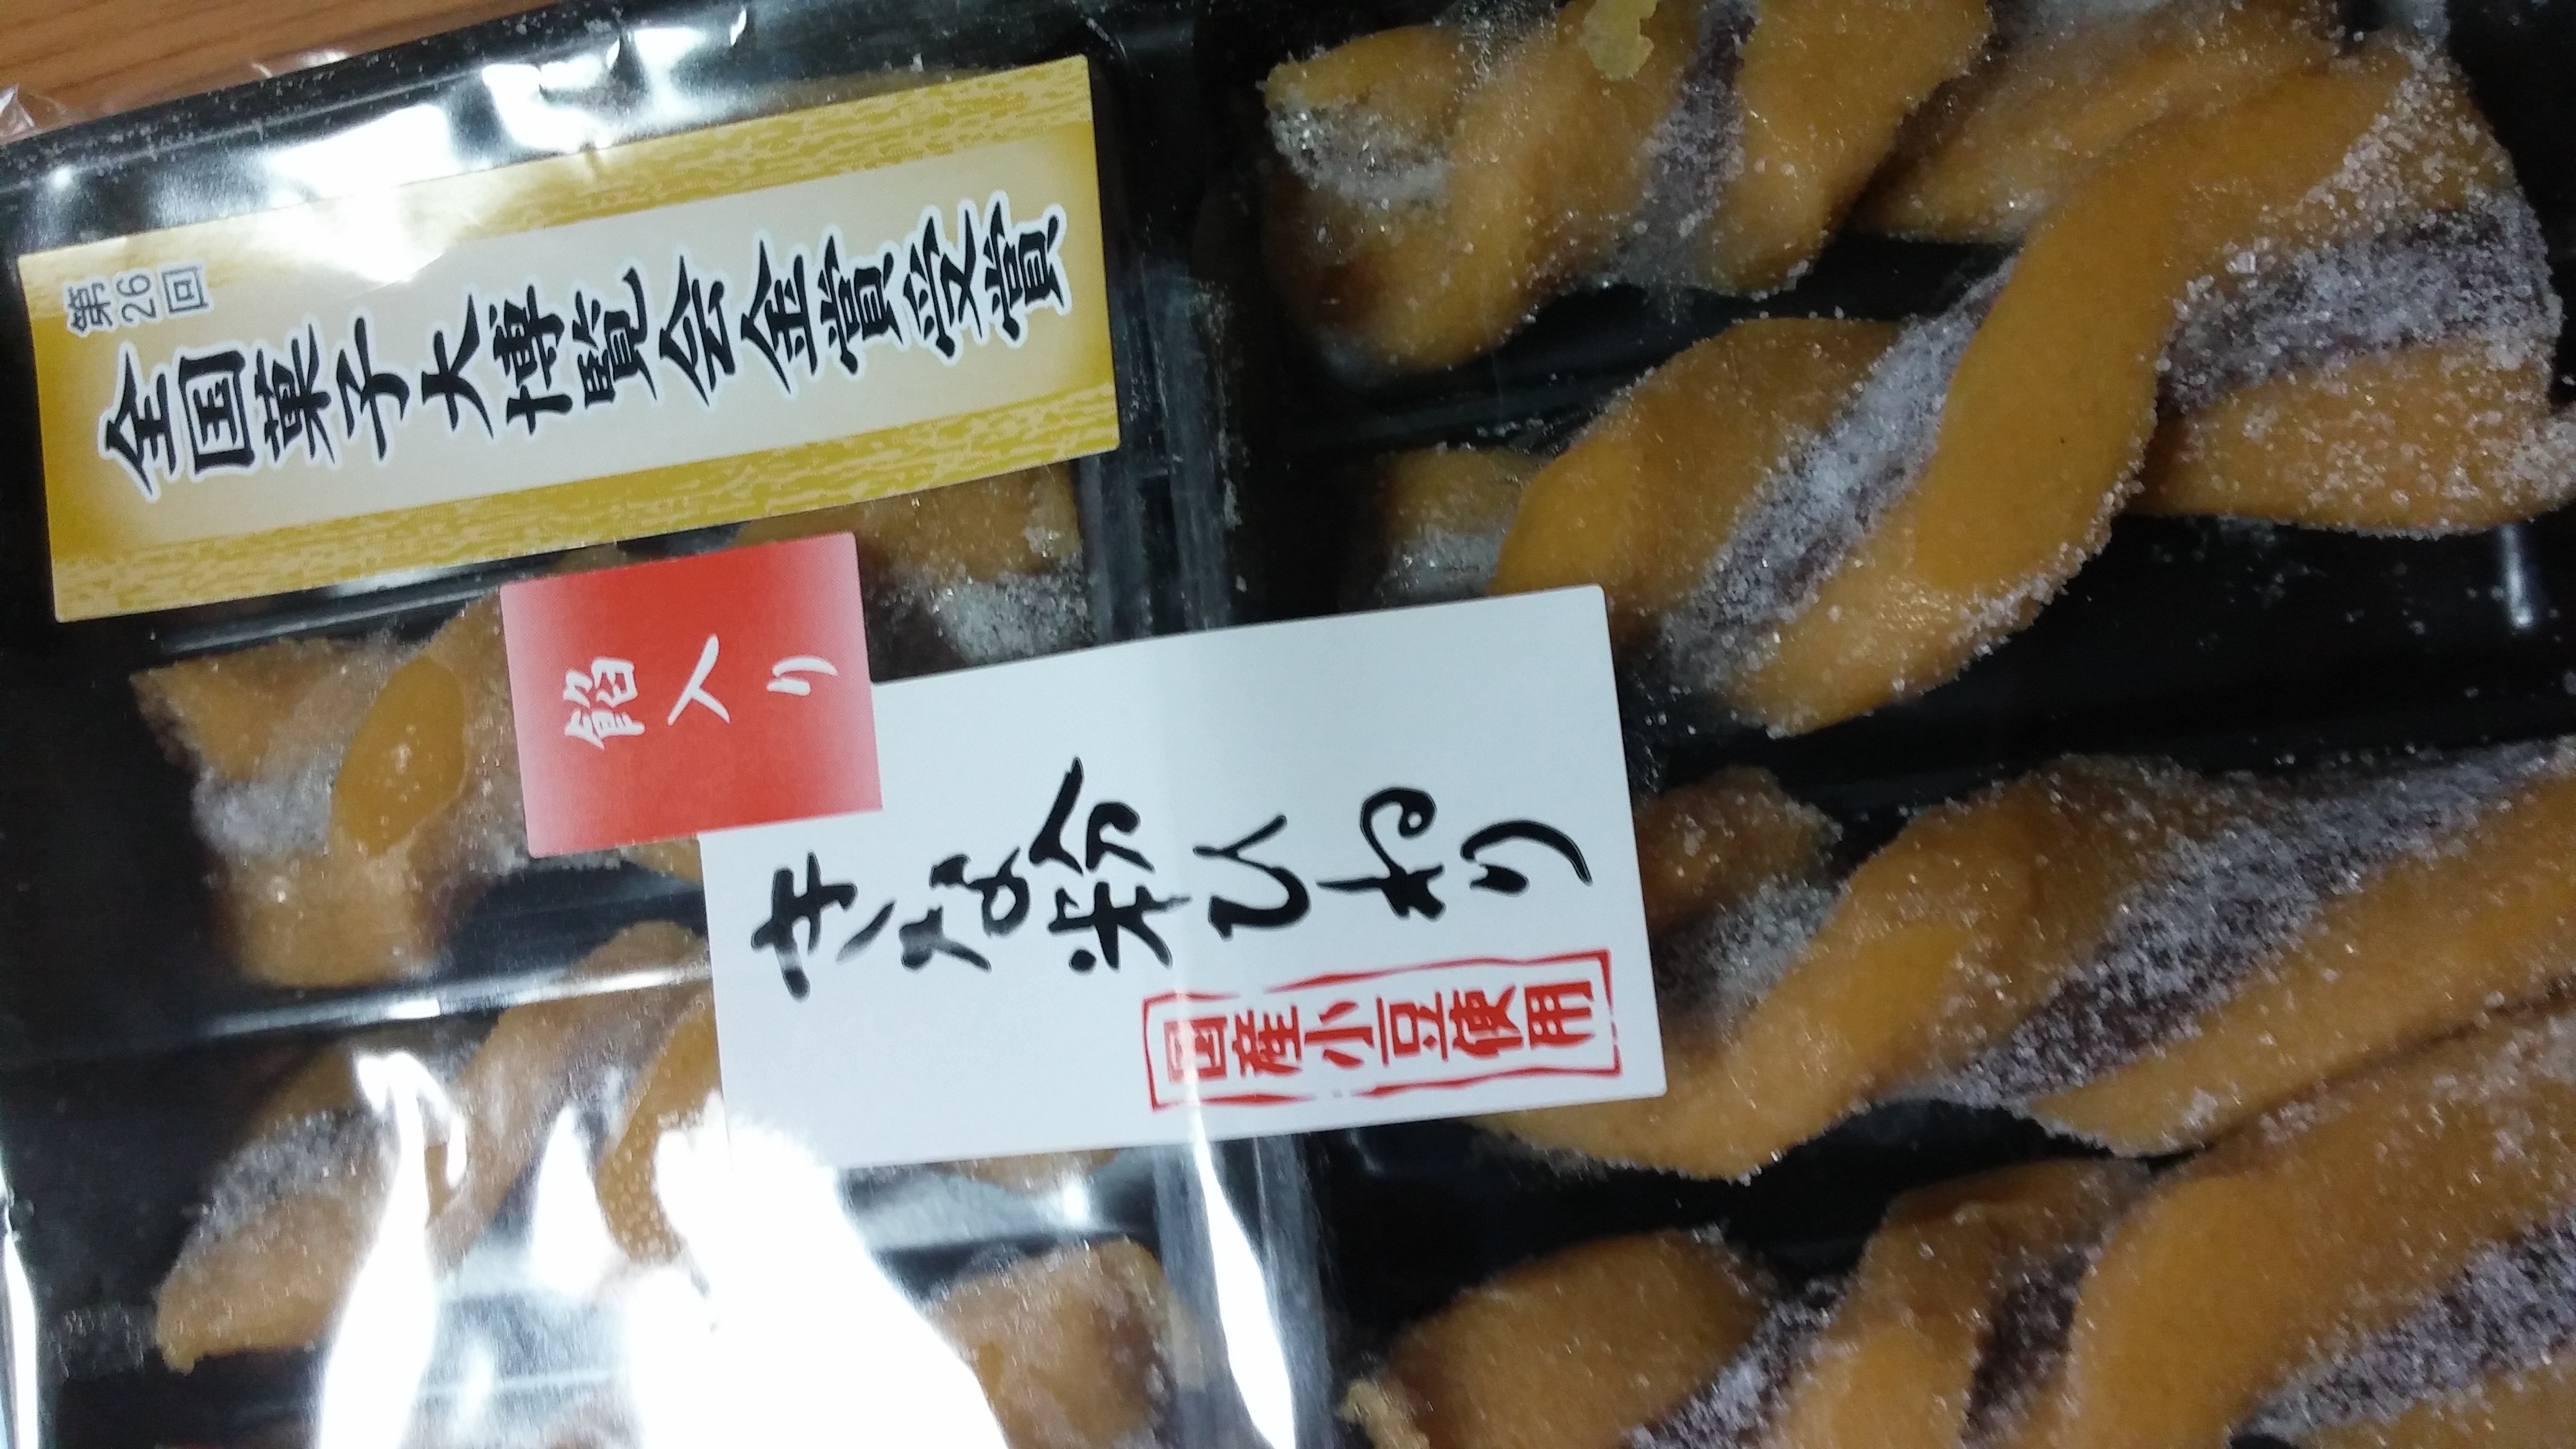 第26回
全国菓子大博覧会金賞受賞
餡入り
きな粉ひねり
国産小豆使用